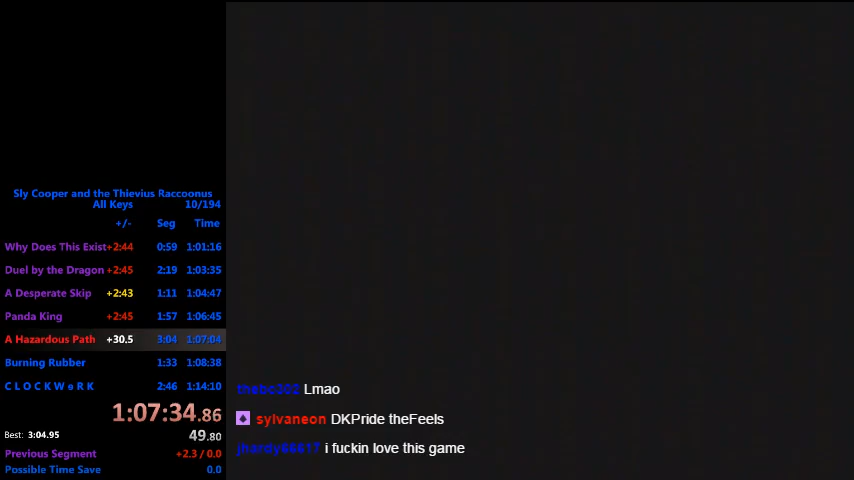 Sly Cooper and the Thievius Raccoonus
All Keys 10/194
+/- Seg Time
Why Does This Exist +2:44 0:59 1:01:16
Duel by the Dragon +2:45 2:19 1:03:35
A Desperate Skip +2:43 1:11 1:04:47
Panda King +2:45 1:57 1:06:45
A Hazardous Path +30.5 3:04 1:07:04
Burning Rubber 1:33 1:08:38
C L O C K W e R K 2:46 1:14:10
1:07:34.86
Best: 3:04.95 49.80
Previous Segment +2.3 / 0.0
Possible Time Save 0.0
Lmao
sylvaneon DKPride theFeels
jhardy66617 i fuckin love this game